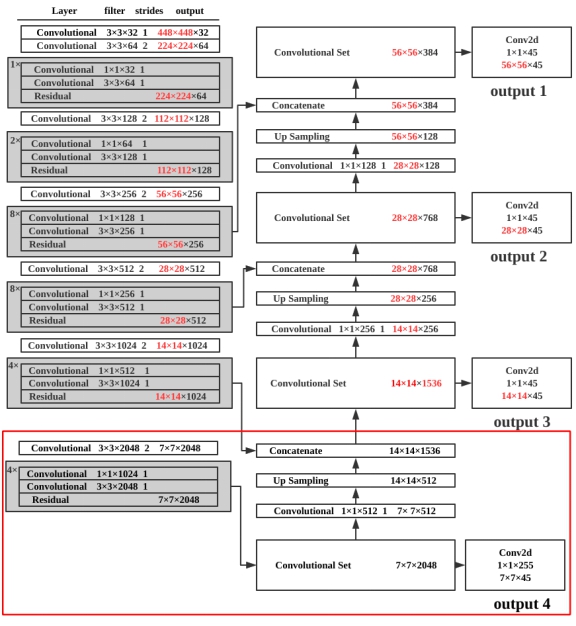 Layer filter strides output
Convolutional 3×3×32 1 448×448×32
Convolutional 3×3×64 2 224×224×64
1×
Convolutional 1×1×32 1
Convolutional 3×3×64 1
Residual 224×224×64
Convolutional 3×3×128 2 112×112×128
2×
Convolutional 1×1×64 1
Convolutional 3×3×128 1
Residual 112×112×128
Convolutional 3×3×256 2 56×56×256
8×
Convolutional 1×1×128 1
Convolutional 3×3×256 1
Residual 56×56×256
Convolutional 3×3×512 2 28×28×512
8×
Convolutional 1×1×256 1
Convolutional 3×3×512 1
Residual 28×28×512
Convolutional 3×3×1024 2 14×14×1024
4×
Convolutional 1×1×512 1
Convolutional 3×3×1024 1
Residual 14×14×1024
Convolutional 3×3×2048 2 7×7×2048
4×
Convolutional 1×1×1024 1
Convolutional 3×3×2048 1
Residual 7×7×2048
Convolutional Set 56×56×384
Concatenate 56×56×384
Up Sampling 56×56×128
Convolutional 1×1×128 1 28×28×128
Convolutional Set 28×28×768
Concatenate 28×28×768
Up Sampling 28×28×256
Convolutional 1×1×256 1 14×14×256
Convolutional Set 14×14×1536
Concatenate 14×14×1536
Up Sampling 14×14×512
Convolutional 1×1×512 1 7× 7×512
Convolutional Set 7×7×2048
Conv2d
1×1×45
56×56×45
output 1
Conv2d
1×1×45
28×28×45
output 2
Conv2d
1×1×45
14×14×45
output 3
Conv2d
1×1×255
7×7×45
output 4